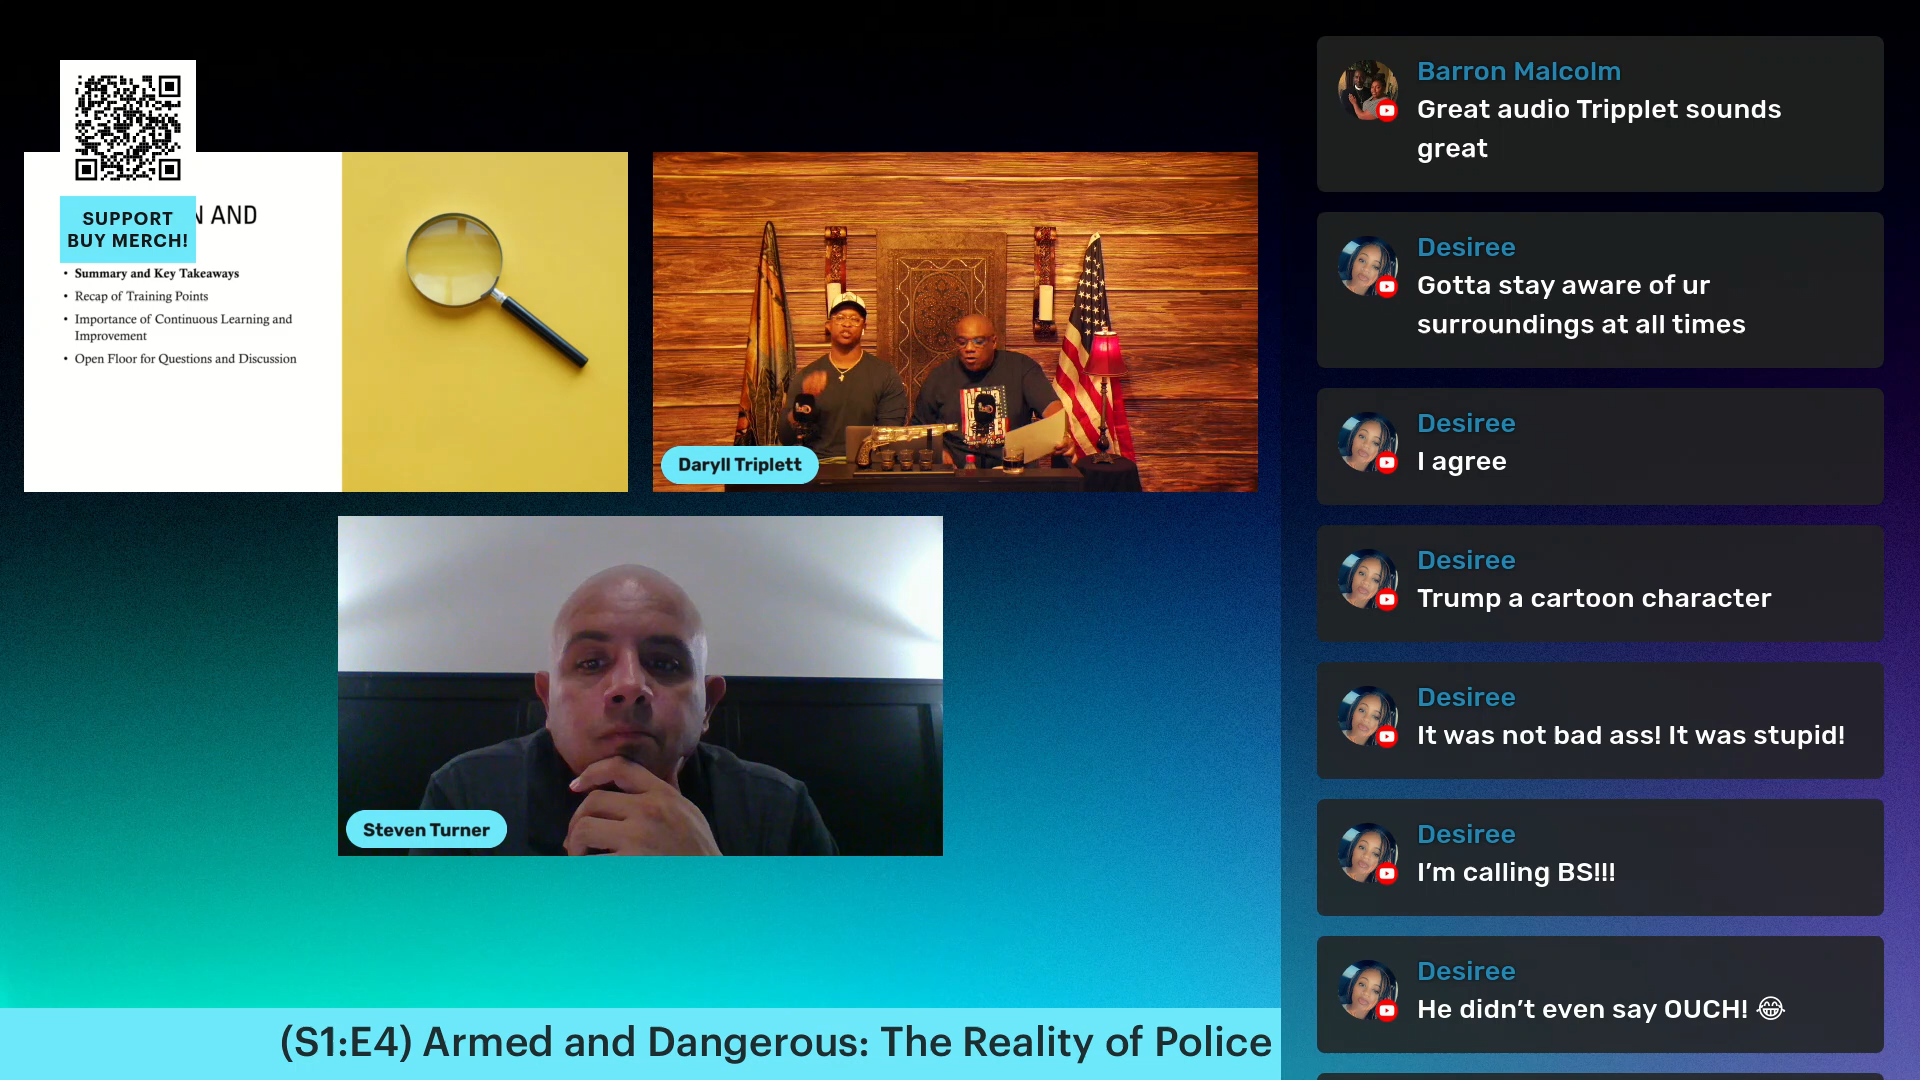 SUPPORT
BUY MERCH!
N AND
• Summary and Key Takeaways
• Recap of Training Points
• Importance of Continuous Learning and
Improvement
• Open Floor for Questions and Discussion
Daryll Triplett
Steven Turner
(S1:E4) Armed and Dangerous: The Reality of Police
Barron Malcolm
Great audio Tripplet sounds
great
Desiree
Gotta stay aware of ur
surroundings at all times
Desiree
I agree
Desiree
Trump a cartoon character
Desiree
It was not bad ass! It was stupid!
Desiree
I’m calling BS!!!
Desiree
He didn’t even say OUCH! 😂